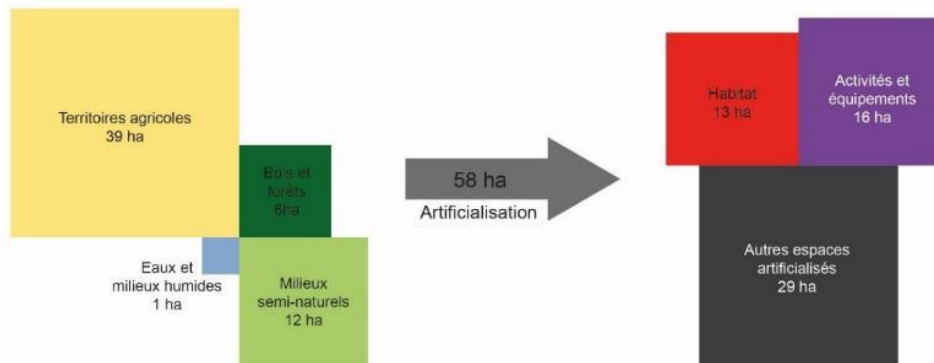 Territoires agricoles
39 ha
Bois et
forêts
6ha
Eaux et
milieux humides
1 ha
Milieux
semi-naturels
12 ha
58 ha
Artificialisation
Habitat
13 ha
Activités et
équipements
16 ha
Autres espaces
artificialisés
29 ha